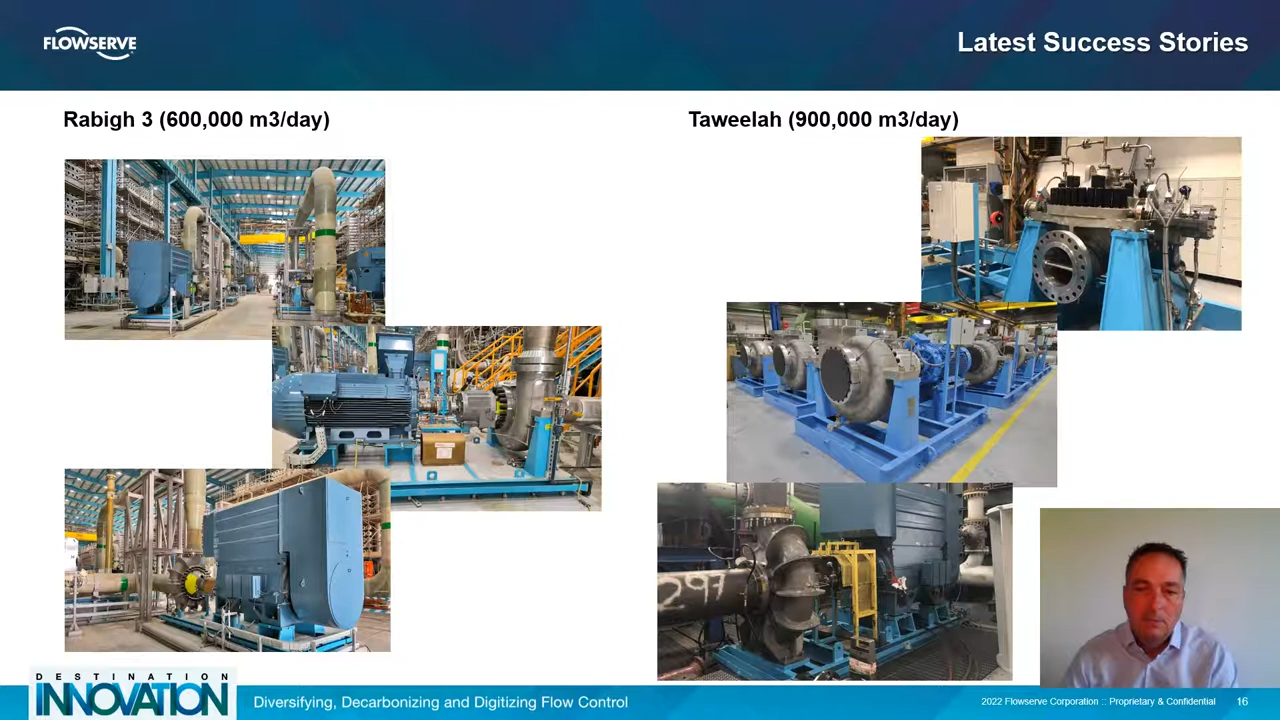 FLOWSERVE
Latest Success Stories
Rabigh 3 (600,000 m3/day)
Taweelah (900,000 m3/day)
297
DESTINATION
INNOVATION
Diversifying, Decarbonizing and Digitizing Flow Control
2022 Flowserve Corporation :: Proprietary & Confidential
16